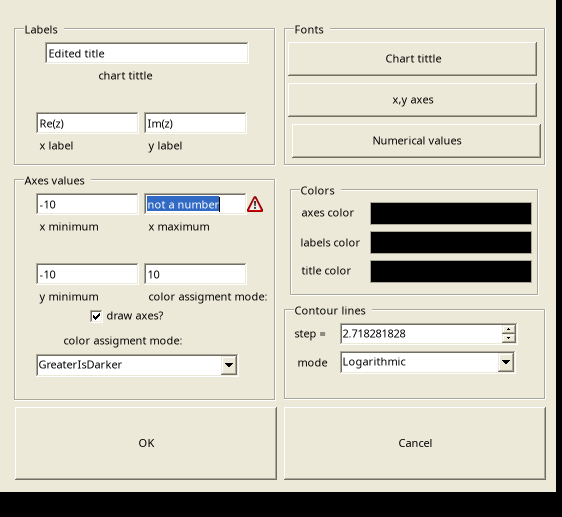 Labels
Edited title
chart tittle
Re(z) Im(z)
x label y label
Axes values
-10 not a number
x minimum x maximum
-10 10
y minimum color assigment mode:
draw axes?
color assigment mode:
GreaterIsDarker
OK
Fonts
Chart tittle
x,y axes
Numerical values
Colors
axes color
labels color
title color
Contour lines
step = 2.718281828
mode Logarithmic
Cancel